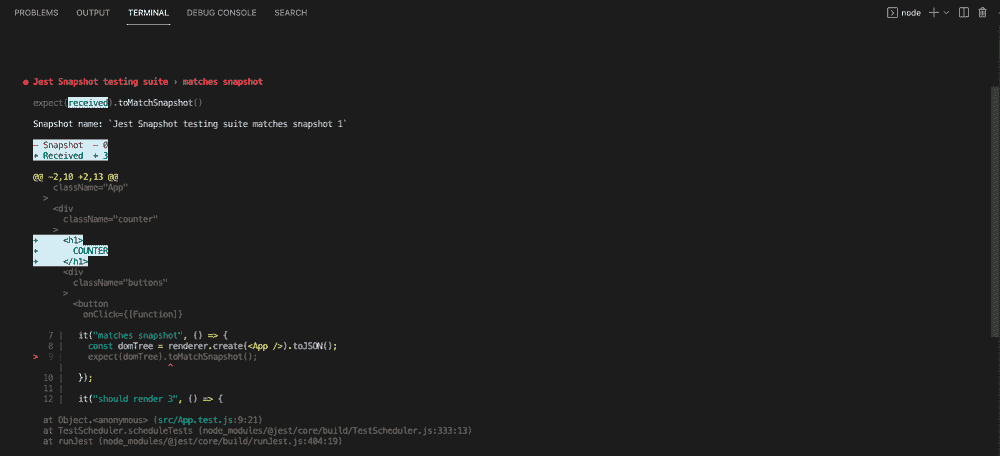 PROBLEMS OUTPUT TERMINAL DEBUG CONSOLE SEARCH node
● Jest Snapshot testing suite › matches snapshot
expect(received).toMatchSnapshot()
Snapshot name: `Jest Snapshot testing suite matches snapshot 1`
- Snapshot - 0
+ Received + 3
@@ -2,10 +2,13 @@
className="App"
>
<div
className="counter"
>
+ <h1>
+ COUNTER
+ </h1>
<div
className="buttons"
>
<button
onClick={[Function]}
7 | it("matches snapshot", () => {
8 | const domTree = renderer.create(<App />).toJSON();
> 9 | expect(domTree).toMatchSnapshot();
| ^
10 | });
11 |
12 | it("should render 3", () => {
at Object.<anonymous> (src/App.test.js:9:21)
at TestScheduler.scheduleTests (node_modules/@jest/core/build/TestScheduler.js:333:13)
at runJest (node_modules/@jest/core/build/runJest.js:404:19)